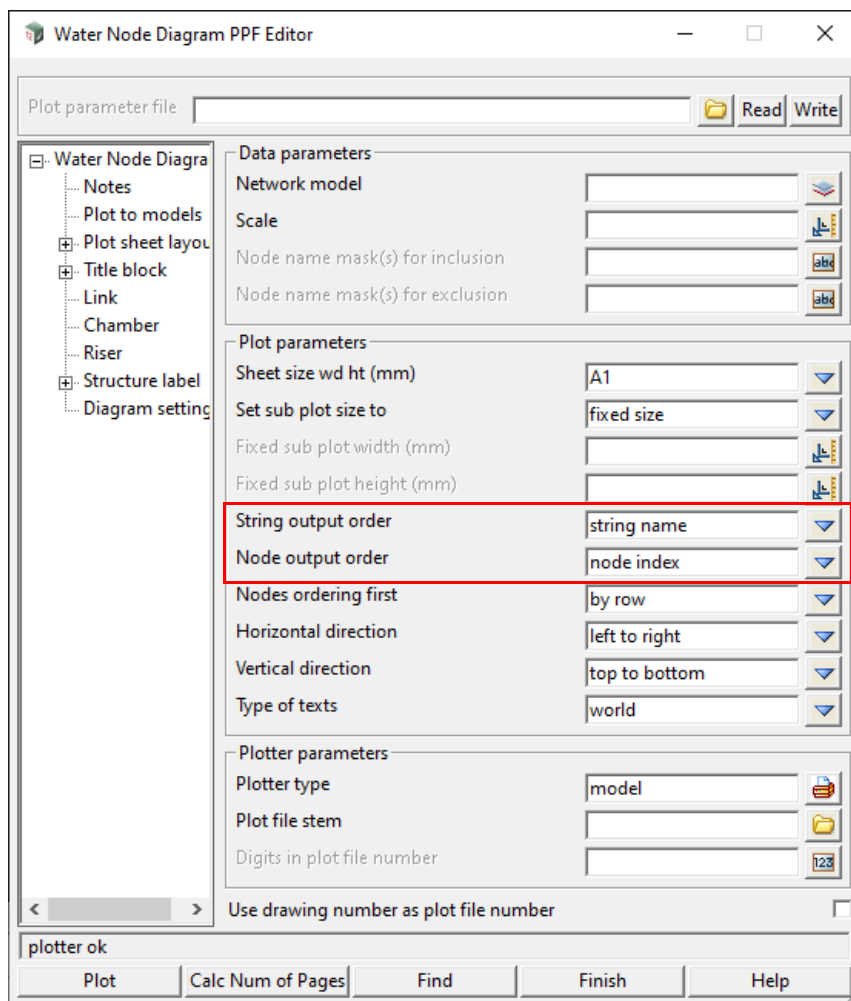 Water Node Diagram PPF Editor
Plot parameter file
Read
Write
Water Node Diagra
Notes
Plot to models
Plot sheet layou
Title block
Link
Chamber
Riser
Structure label
Diagram setting
Data parameters
Network model
Scale
Node name mask(s) for inclusion
abc
Node name mask(s) for exclusion
abc
Plot parameters
Sheet size wd ht (mm) A1
Set sub plot size to fixed size
Fixed sub plot width (mm)
Fixed sub plot height (mm)
String output order string name
Node output order node index
Nodes ordering first by row
Horizontal direction left to right
Vertical direction top to bottom
Type of texts world
Plotter parameters
Plotter type model
Plot file stem
Digits in plot file number 123
Use drawing number as plot file number
plotter ok
Plot Calc Num of Pages Find Finish Help